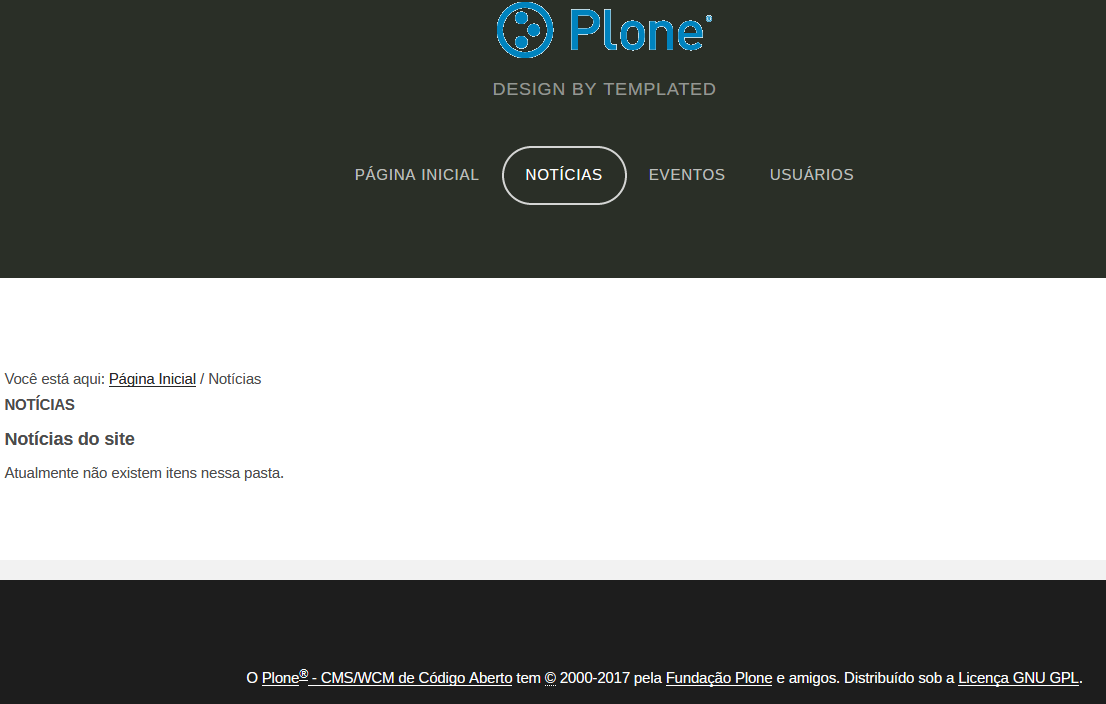 Plone®
DESIGN BY TEMPLATED
PÁGINA INICIAL NOTÍCIAS EVENTOS USUÁRIOS
Você está aqui: Página Inicial / Notícias
NOTÍCIAS
Notícias do site
Atualmente não existem itens nessa pasta.
O Plone® - CMS/WCM de Código Aberto tem © 2000-2017 pela Fundação Plone e amigos. Distribuído sob a Licença GNU GPL.